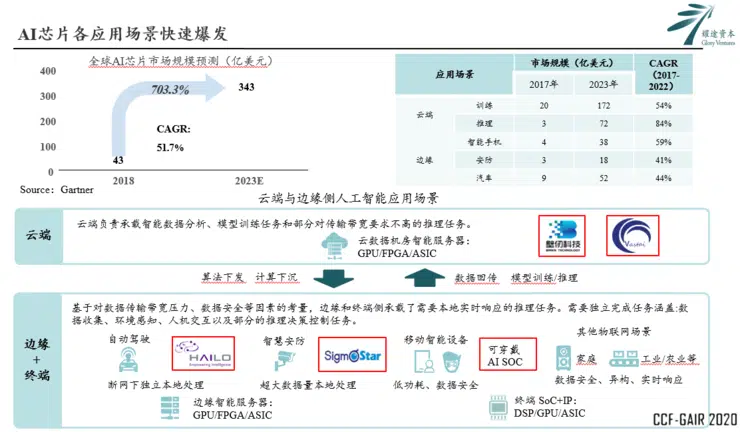 AI芯片各应用场景快速爆发
耀途资本
Glory Ventures
全球AI芯片市场规模预测（亿美元）
400
300
200
100
0
703.3%
343
CAGR:
51.7%
43
2018
2023E
Source：Gartner
应用场景
市场规模（亿美元）
CAGR
（2017-
2022）
2017年
2023年
云端
训练 20 172 54%
推理 3 72 84%
边缘
智能手机 4 38 59%
安防 3 18 41%
汽车 9 52 44%
云端与边缘侧人工智能应用场景
云端
云端负责承载智能数据分析、模型训练任务和部分对传输带宽要求不高的推理任务。
云数据机房智能服务器：
GPU/FPGA/ASIC
壁仞科技
Vastai
算法下发 计算下沉
数据回传 模型训练/推理
边缘
+
终端
基于对数据传输带宽压力、数据安全等因素的考量，边缘和终端侧承载了需要本地实时响应的推理任务。需要独立完成任务涵盖:数
据收集、环境感知、人机交互以及部分的推理决策控制任务。
自动驾驶
HAILO
Empowering Intelligence
断网下独立本地处理
智慧安防
SigmaStar
超大数据量本地处理
移动智能设备
可穿戴
AI SOC
低功耗、数据安全
其他物联网场景
家庭
工业/农业等
数据安全、异构、实时响应
边缘智能服务器：
GPU/FPGA/ASIC
终端 SoC+IP：
DSP/GPU/ASIC
CCF-GAIR 2020